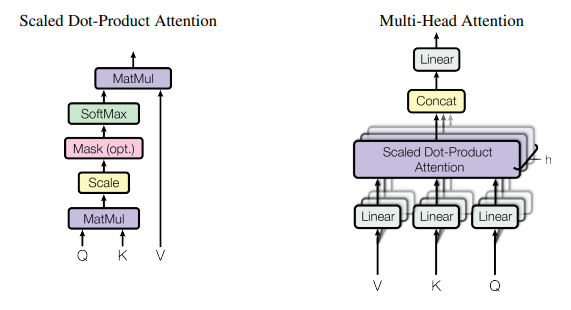 Scaled Dot-Product Attention
MatMul
SoftMax
Mask (opt.)
Scale
MatMul
Q K V
Multi-Head Attention
Linear
Concat
Scaled Dot-Product
Attention
h
Linear Linear Linear
V K Q